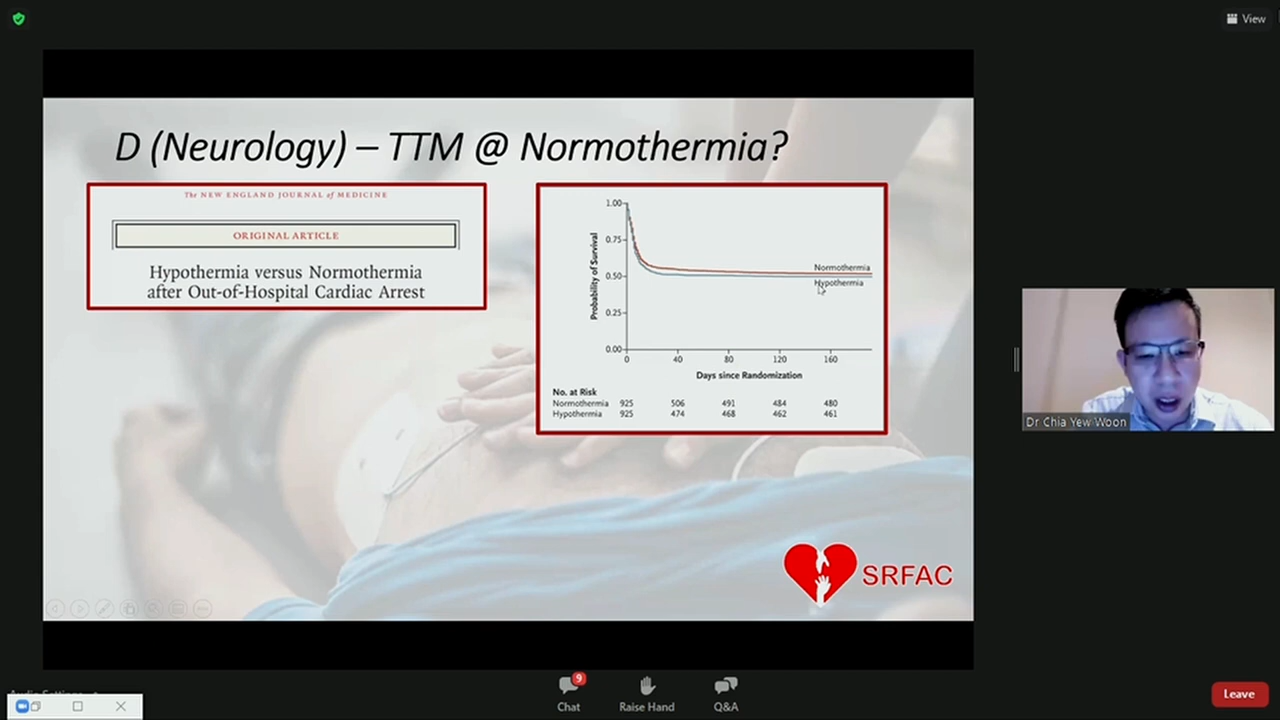 View
D (Neurology) – TTM @ Normothermia?
The NEW ENGLAND JOURNAL of MEDICINE
ORIGINAL ARTICLE
Hypothermia versus Normothermia
after Out-of-Hospital Cardiac Arrest
Probability of Survival
1.00
0.75
0.50
0.25
0.00
Normothermia
Hypothermia
0 40 80 120 160
Days since Randomization
No. at Risk
Normothermia 925 506 491 484 480
Hypothermia 925 474 468 462 461
SRFAC
Dr Chia Yew Woon
9
Chat Raise Hand Q&A
Leave